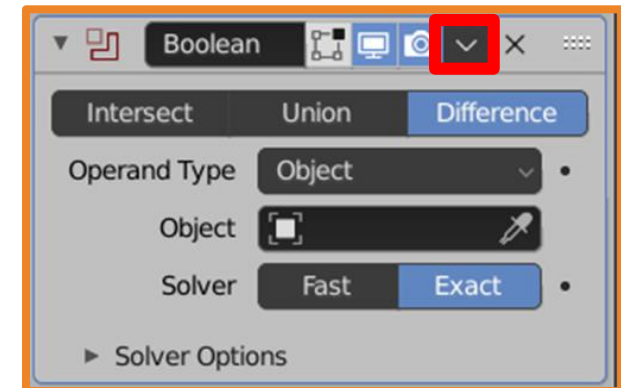 Boolean
Intersect Union Difference
Operand Type Object
Object
Solver Fast Exact
Solver Options